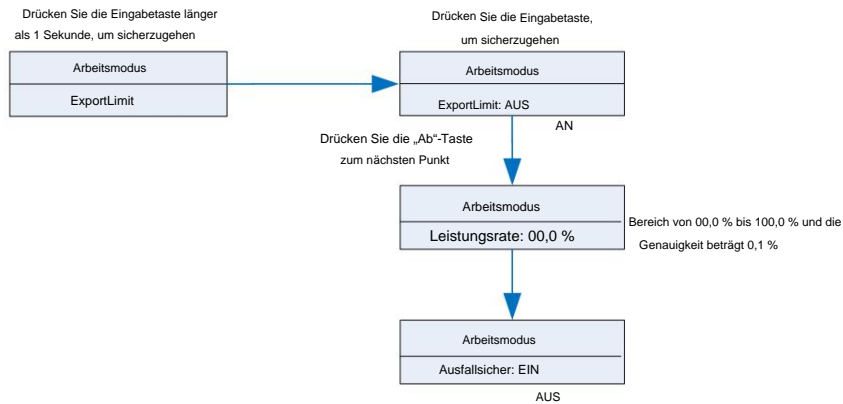 Drücken Sie die Eingabetaste länger
als 1 Sekunde, um sicherzugehen
Arbeitsmodus
ExportLimit
Drücken Sie die Eingabetaste,
um sicherzugehen
Arbeitsmodus
ExportLimit: AUS
AN
Drücken Sie die „Ab“-Taste
zum nächsten Punkt
Arbeitsmodus
Leistungsrate: 00,0 %
Bereich von 00,0 % bis 100,0 % und die
Genauigkeit beträgt 0,1 %
Arbeitsmodus
Ausfallsicher: EIN
AUS